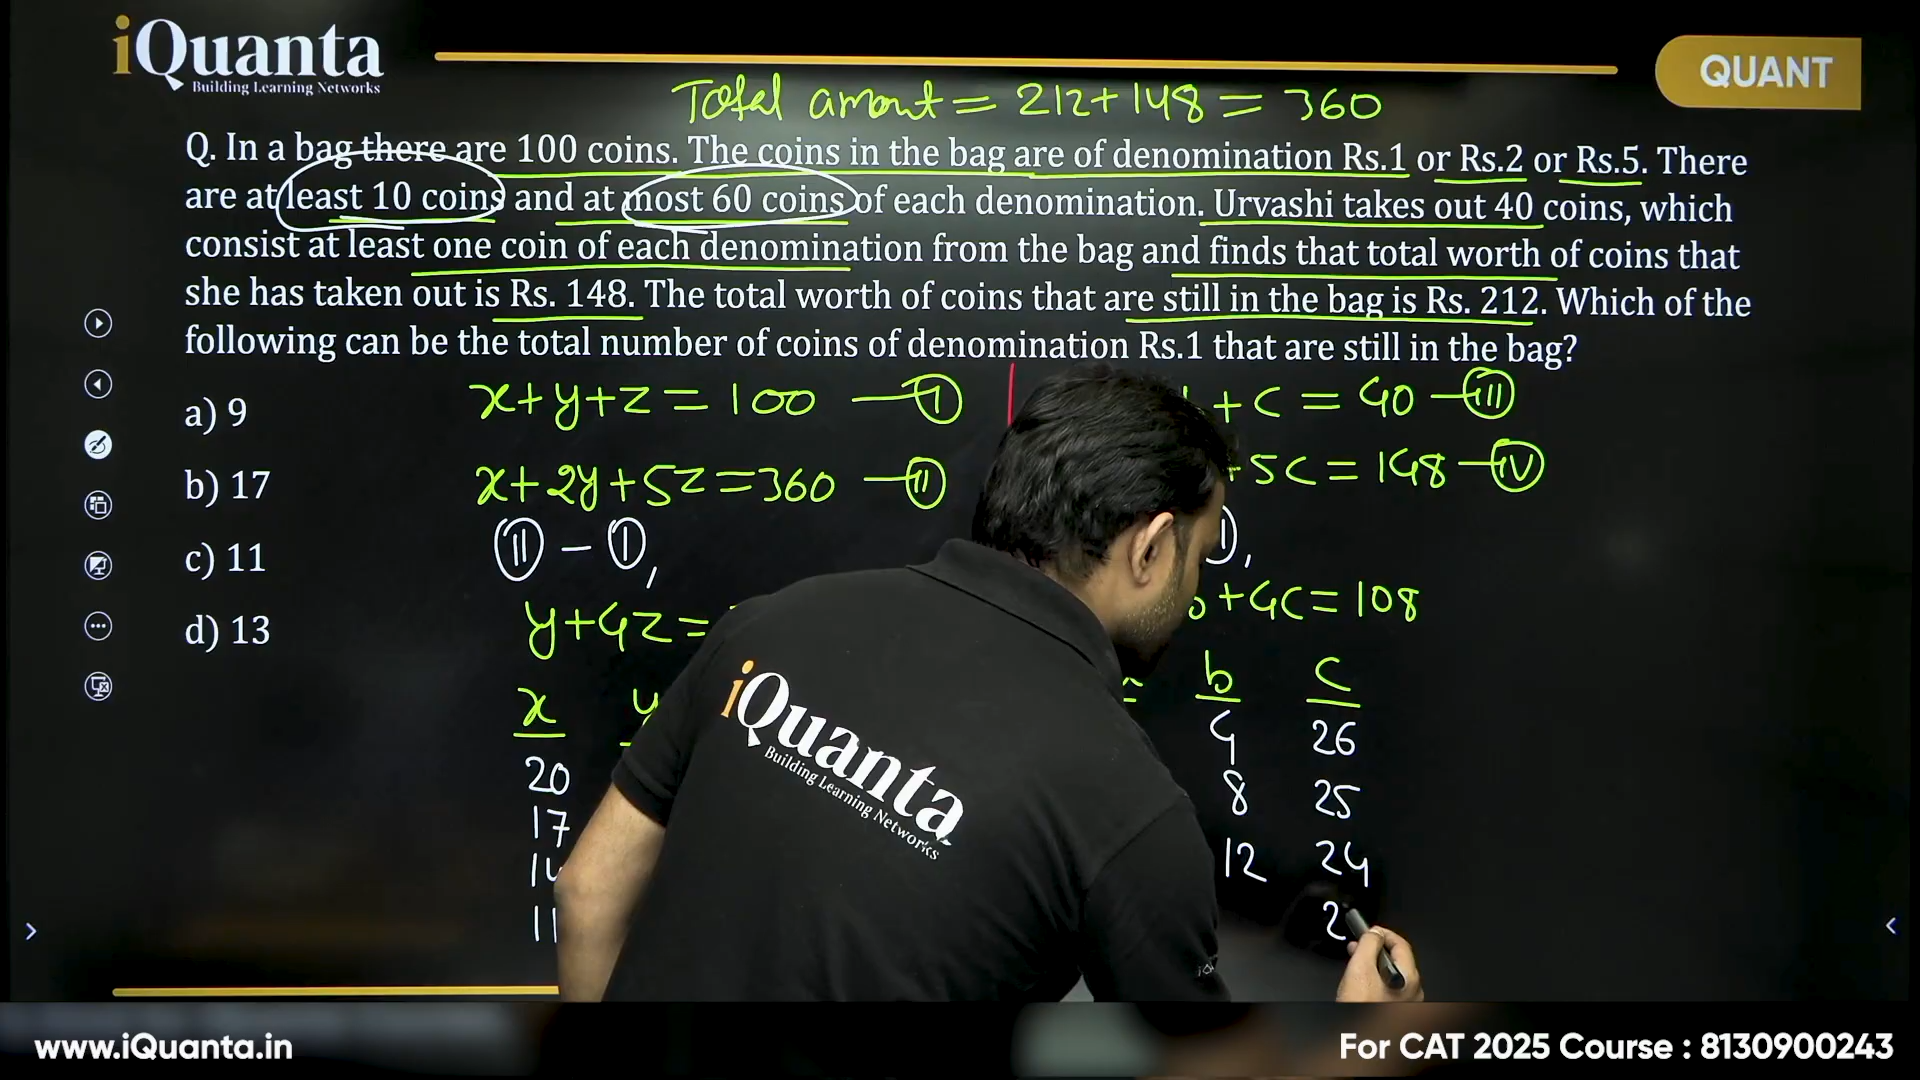 iQuanta
Building Learning Networks
QUANT
Total amount = 212+148 = 360
Q. In a bag there are 100 coins. The coins in the bag are of denomination Rs.1 or Rs.2 or Rs.5. There
are at least 10 coins and at most 60 coins of each denomination. Urvashi takes out 40 coins, which
consist at least one coin of each denomination from the bag and finds that total worth of coins that
she has taken out is Rs. 148. The total worth of coins that are still in the bag is Rs. 212. Which of the
following can be the total number of coins of denomination Rs.1 that are still in the bag?
a) 9
b) 17
c) 11
d) 13
x+y+z = 100 — I
x+2y+5z=360 — II
II – I,
y+4z=
x y
20
17
14
11
+c = 40 — III
+5c = 148 — IV
),
b+4c=108
b c
4 26
8 25
12 24
2
iQuanta
Building Learning Networks
www.iQuanta.in
For CAT 2025 Course : 8130900243